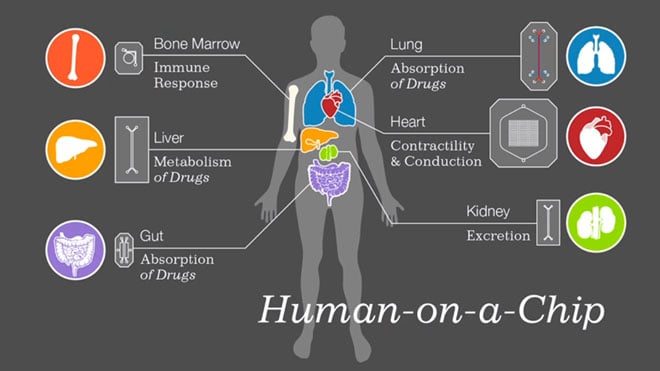 Bone Marrow
Immune
Response
Liver
Metabolism
of Drugs
Gut
Absorption
of Drugs
Lung
Absorption
of Drugs
Heart
Contractility
& Conduction
Kidney
Excretion
Human-on-a-Chip